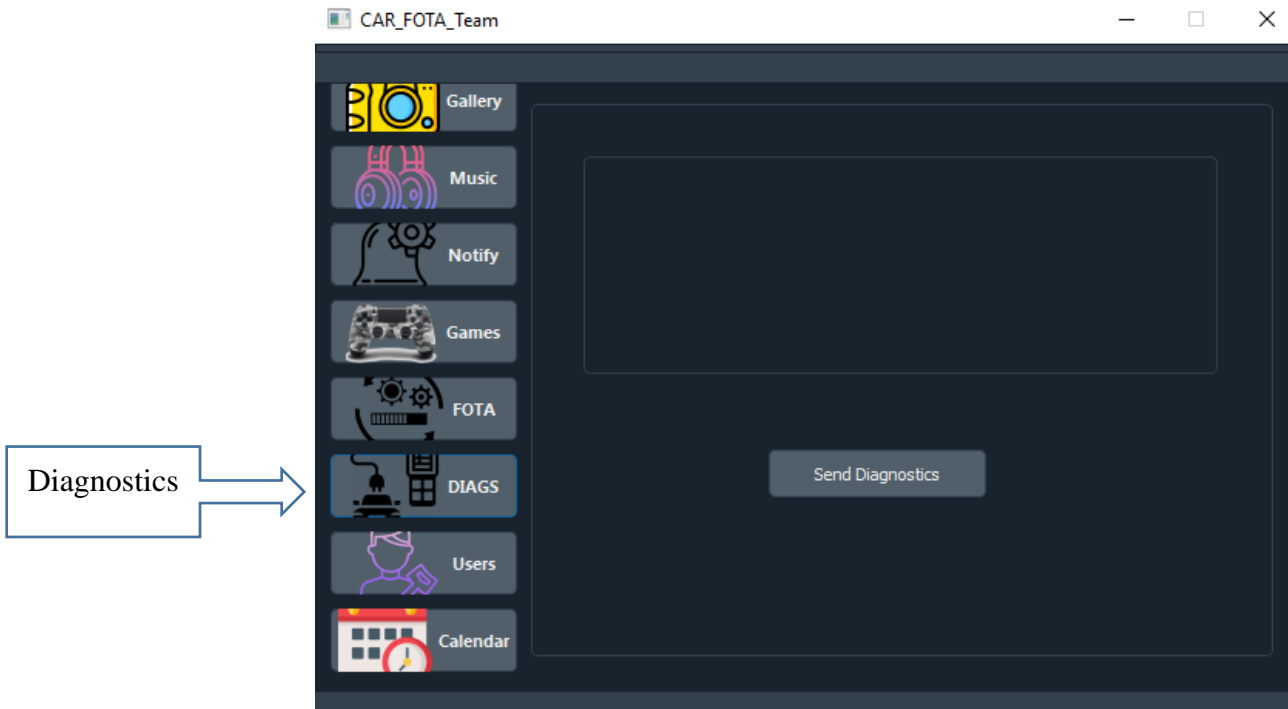 CAR_FOTA_Team
Gallery
Music
Notify
Games
FOTA
DIAGS
Users
Calendar
Send Diagnostics
Diagnostics